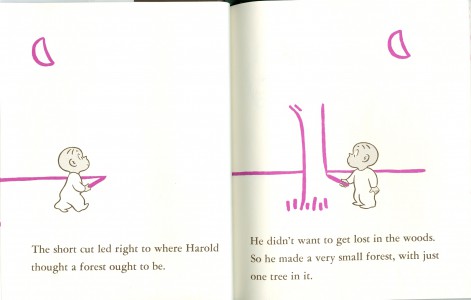 The short cut led right to where Harold
thought a forest ought to be.
He didn't want to get lost in the woods.
So he made a very small forest, with just
one tree in it.